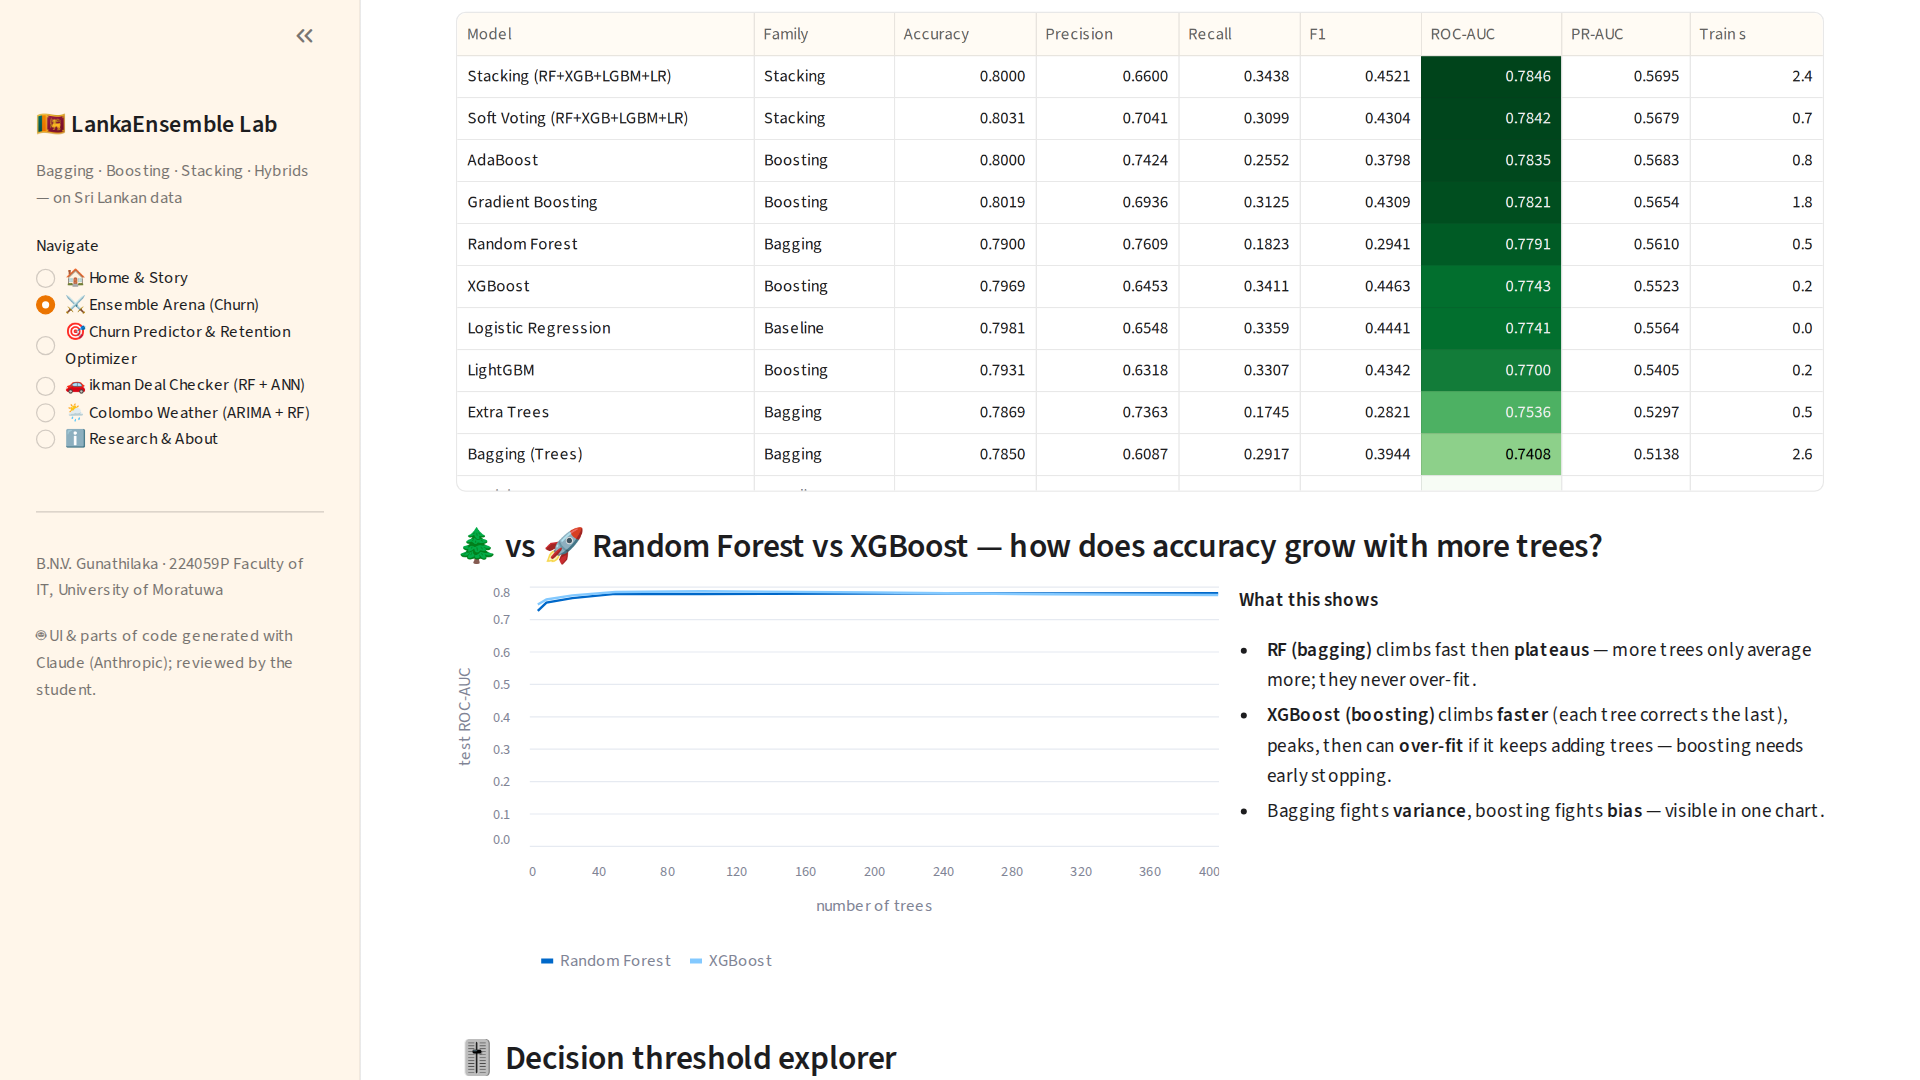 LankaEnsemble Lab
Bagging · Boosting · Stacking · Hybrids
— on Sri Lankan data
Navigate
Home & Story
Ensemble Arena (Churn)
Churn Predictor & Retention
Optimizer
ikman Deal Checker (RF + ANN)
Colombo Weather (ARIMA + RF)
Research & About
B.N.V. Gunathilaka · 224059P Faculty of
IT, University of Moratuwa
UI & parts of code generated with
Claude (Anthropic); reviewed by the
student.
Model Family Accuracy Precision Recall F1 ROC-AUC PR-AUC Train s
Stacking (RF+XGB+LGBM+LR) Stacking 0.8000 0.6600 0.3438 0.4521 0.7846 0.5695 2.4
Soft Voting (RF+XGB+LGBM+LR) Stacking 0.8031 0.7041 0.3099 0.4304 0.7842 0.5679 0.7
AdaBoost Boosting 0.8000 0.7424 0.2552 0.3798 0.7835 0.5683 0.8
Gradient Boosting Boosting 0.8019 0.6936 0.3125 0.4309 0.7821 0.5654 1.8
Random Forest Bagging 0.7900 0.7609 0.1823 0.2941 0.7791 0.5610 0.5
XGBoost Boosting 0.7969 0.6453 0.3411 0.4463 0.7743 0.5523 0.2
Logistic Regression Baseline 0.7981 0.6548 0.3359 0.4441 0.7741 0.5564 0.0
LightGBM Boosting 0.7931 0.6318 0.3307 0.4342 0.7700 0.5405 0.2
Extra Trees Bagging 0.7869 0.7363 0.1745 0.2821 0.7536 0.5297 0.5
Bagging (Trees) Bagging 0.7850 0.6087 0.2917 0.3944 0.7408 0.5138 2.6
vs Random Forest vs XGBoost — how does accuracy grow with more trees?
0.8
0.7
0.6
0.5
0.4
0.3
0.2
0.1
0.0
test ROC-AUC
0 40 80 120 160 200 240 280 320 360 400
number of trees
Random Forest XGBoost
What this shows
• RF (bagging) climbs fast then plateaus — more trees only average
more; they never over-fit.
• XGBoost (boosting) climbs faster (each tree corrects the last),
peaks, then can over-fit if it keeps adding trees — boosting needs
early stopping.
• Bagging fights variance, boosting fights bias — visible in one chart.
Decision threshold explorer